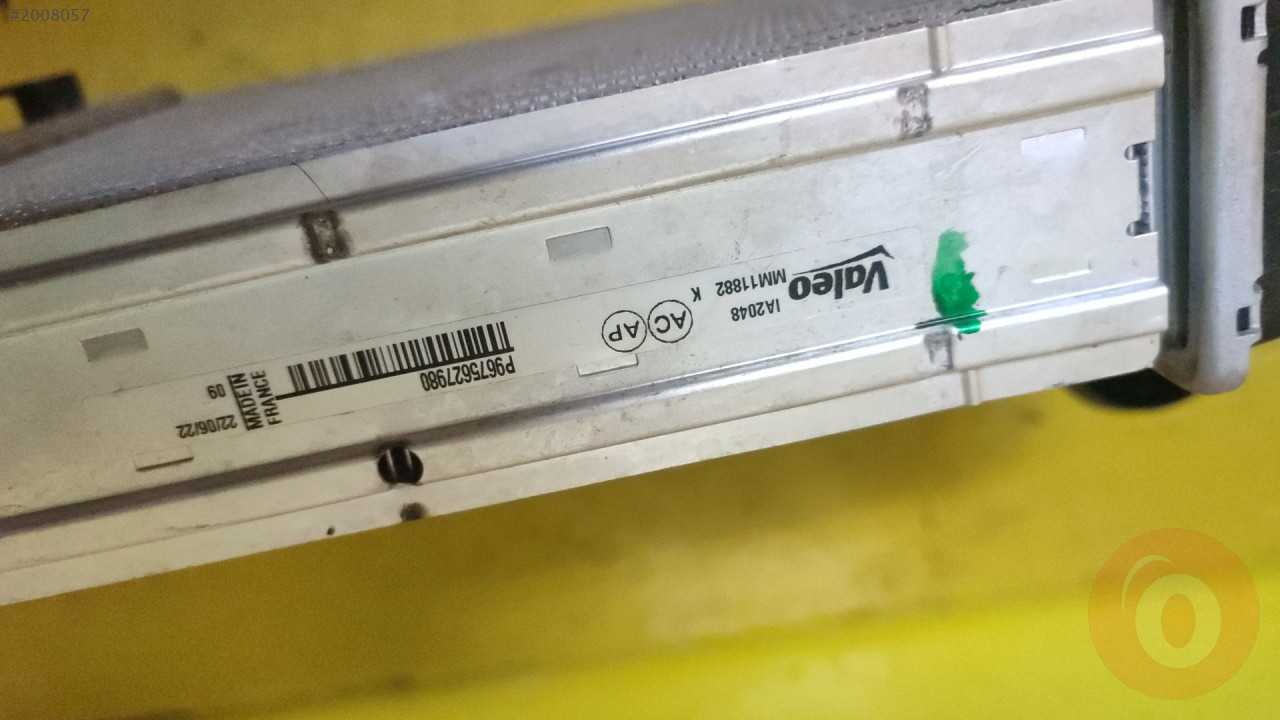 #2008057
Valeo
IA2048
MM11882 K
AC AP
P9675627980
MADE IN
FRANCE
22/06/22
09